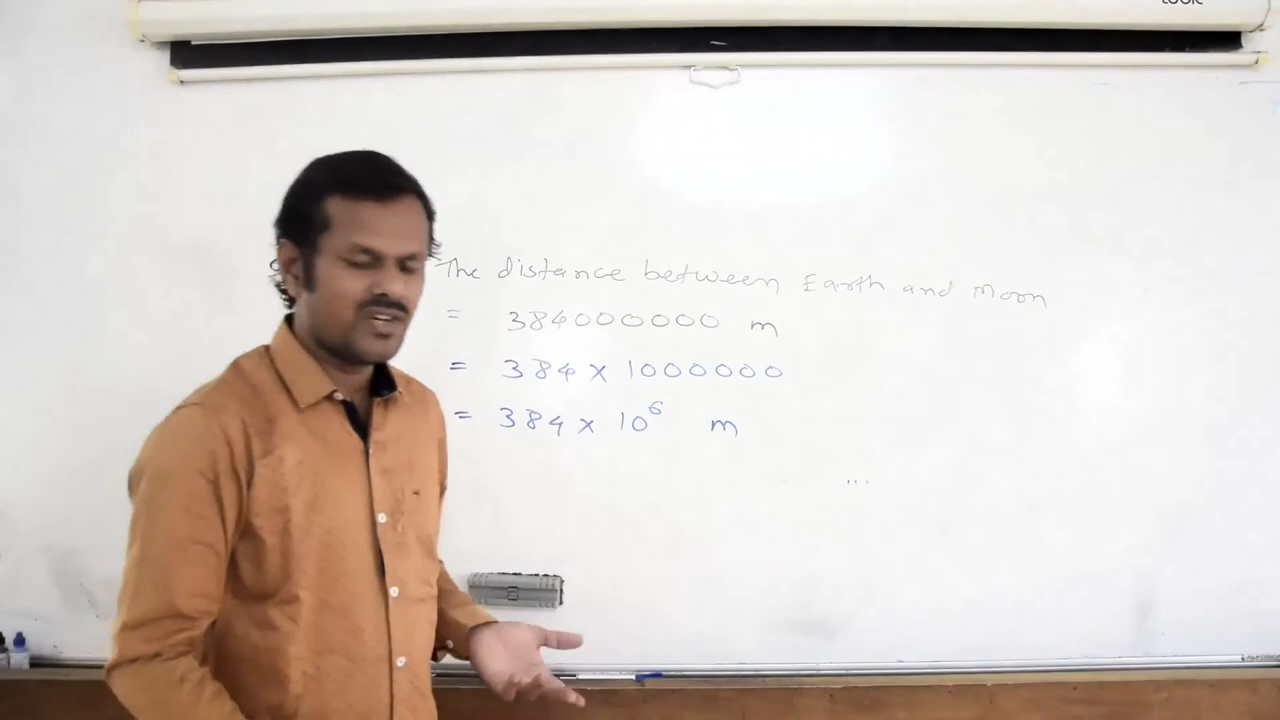 The distance between Earth and Moon
= 384000000 m
= 384 x 1000000
= 384 x 10⁶ m